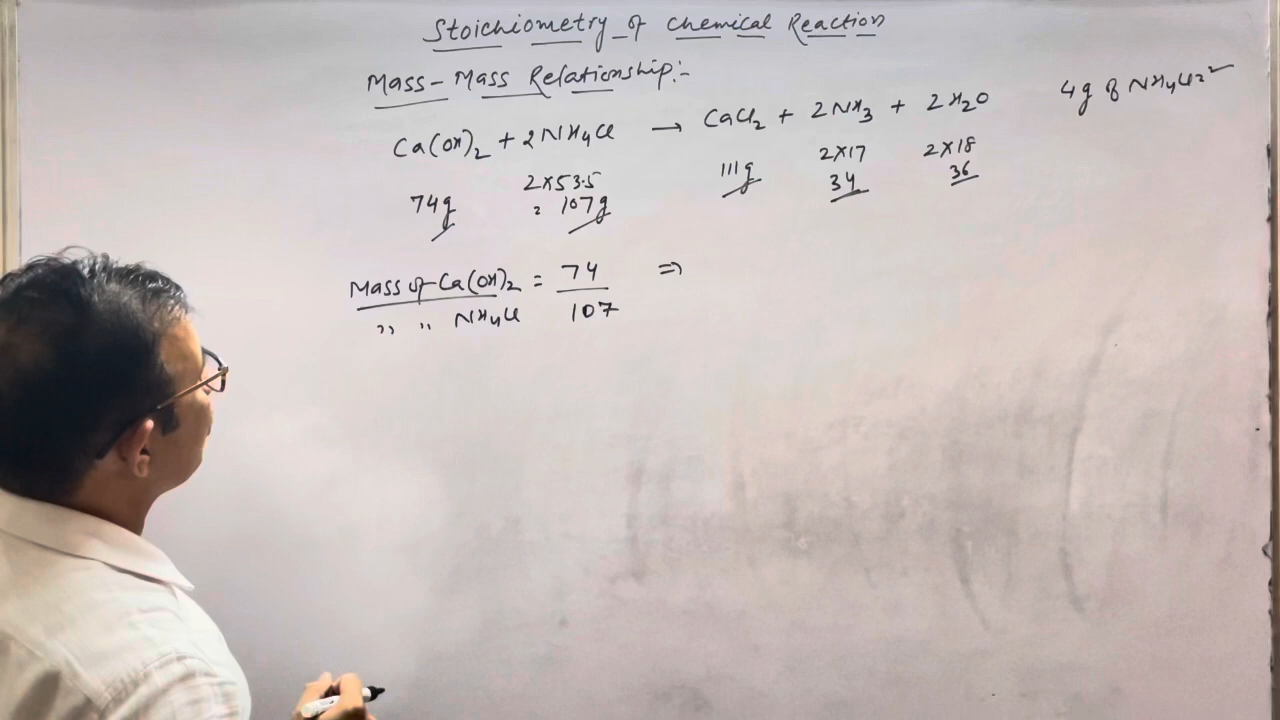 Stoichiometry of Chemical Reaction
Mass-Mass Relationship:-
Ca(OH)2 + 2NH4Cl → CaCl2 + 2NH3 + 2H2O
4g of NH4Cl
74g
2×53.5
= 107g
111g
2×17
34
2×18
36
Mass of Ca(OH)2 = 74 ⇒
,, ,, NH4Cl 107